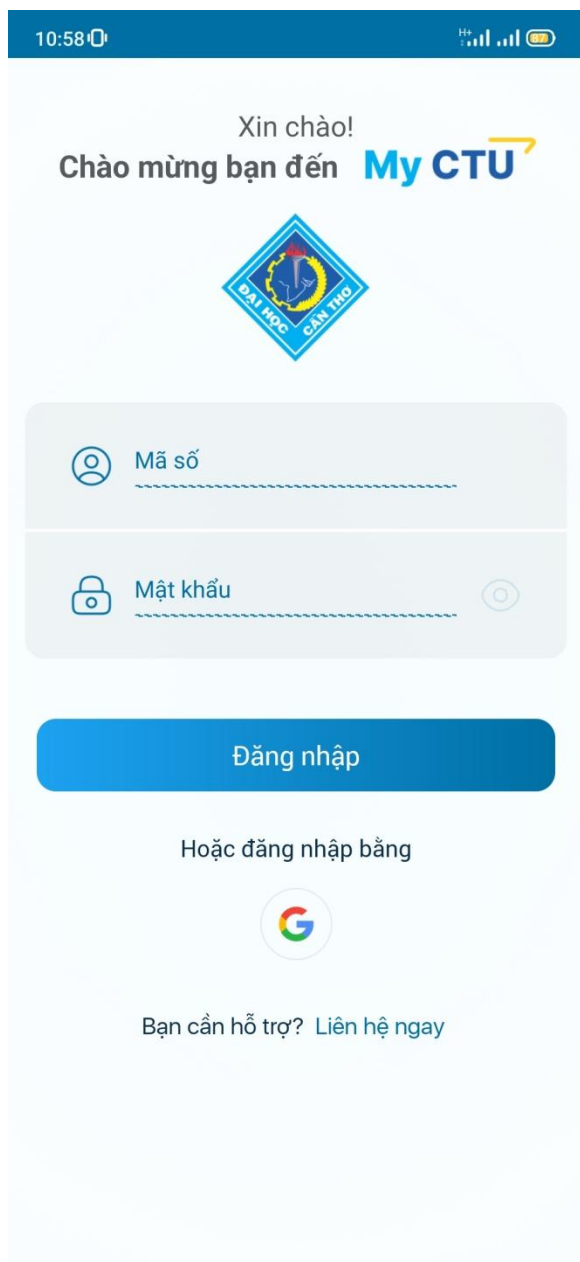 10:58
H+
87
Xin chào!
Chào mừng bạn đến My CTU
ĐẠI HỌC CẦN THƠ
Mã số
Mật khẩu
Đăng nhập
Hoặc đăng nhập bằng
G
Bạn cần hỗ trợ? Liên hệ ngay